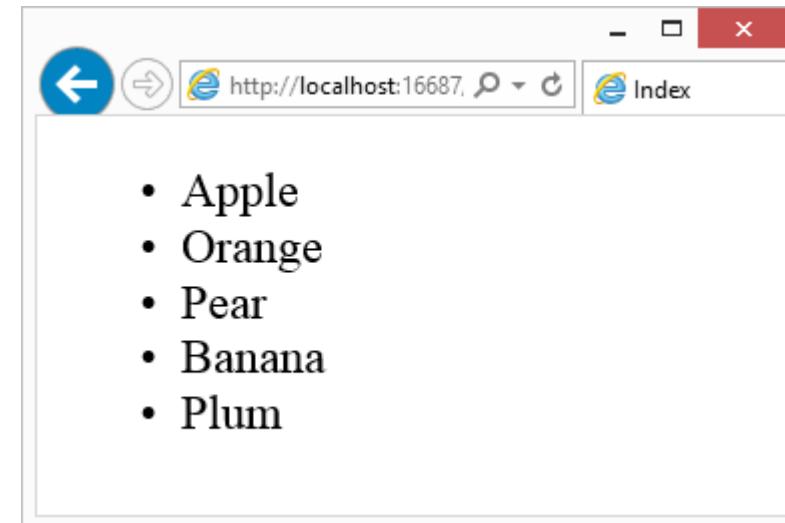 http://localhost:16687, Index
• Apple
• Orange
• Pear
• Banana
• Plum